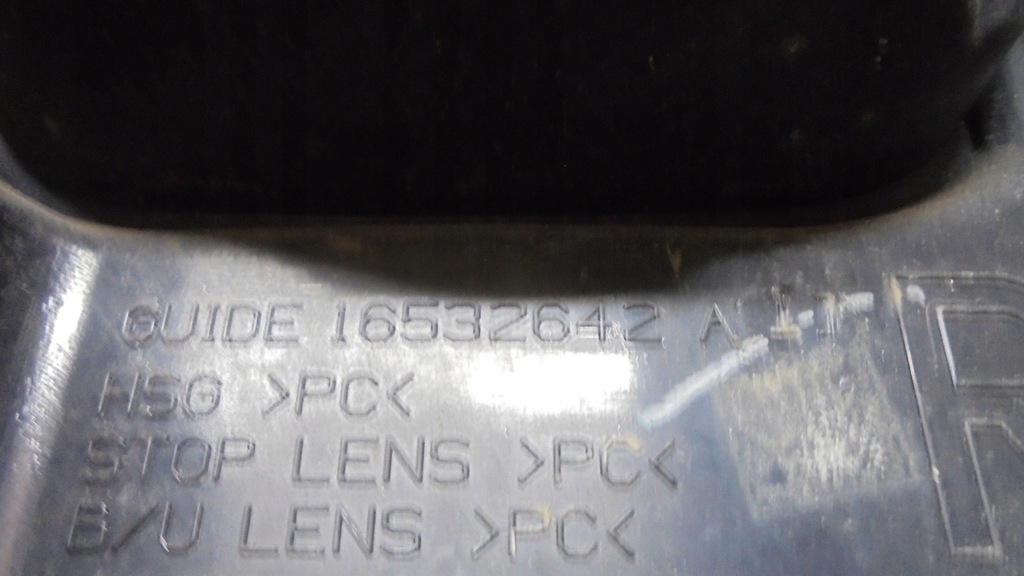 GUIDE 16532642 A
HSG >PC<
STOP LENS >PC<
B/U LENS >PC<
R